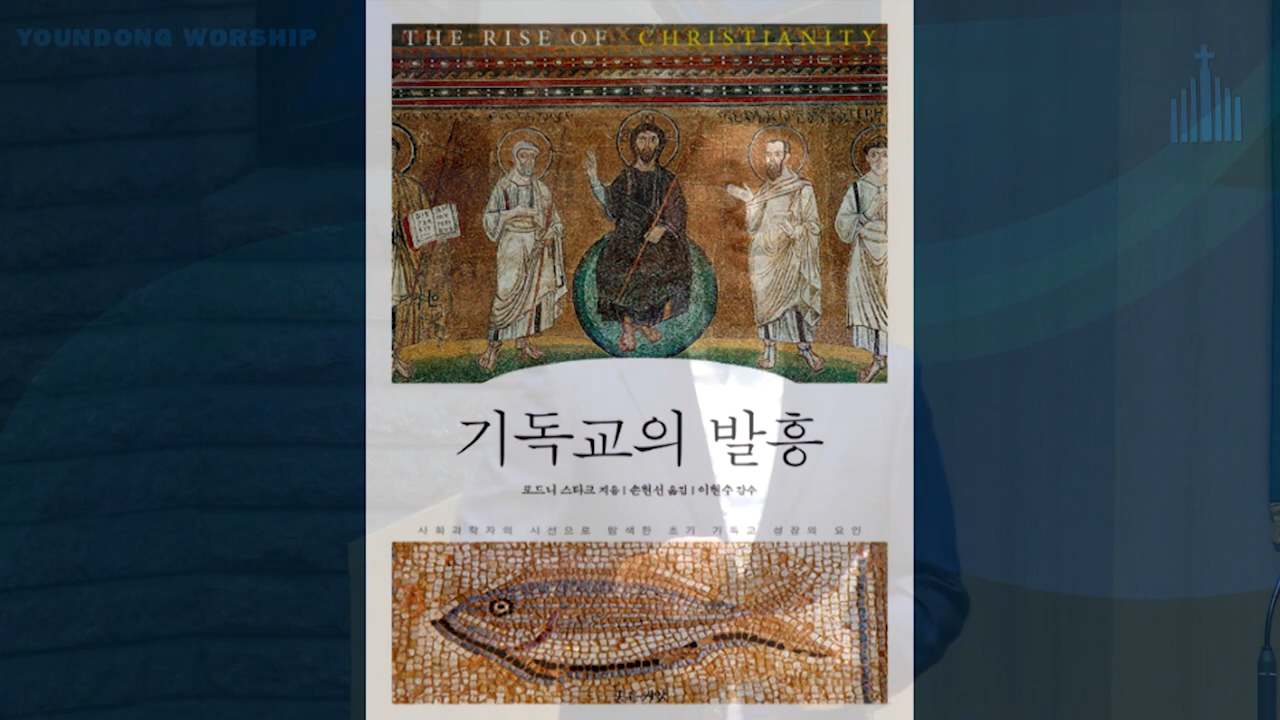 YOUNDONG WORSHIP
THE RISE OF CHRISTIANITY
기독교의 발흥
로드니 스타크 지음 | 손현선 옮김 | 이현수 감수
사회과학자의 시선으로 탐색한 초기 기독교 성장의 요인